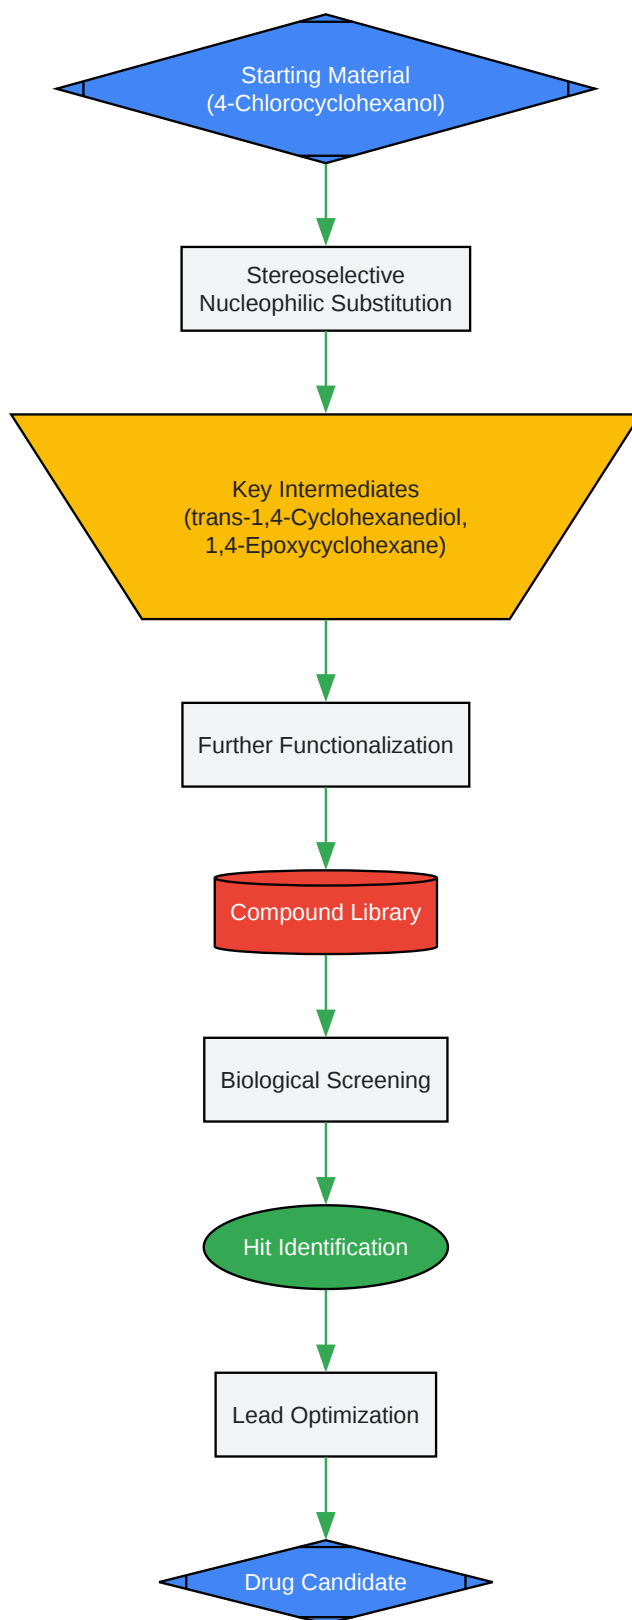 Starting Material
(4-Chlorocyclohexanol)
Stereoselective
Nucleophilic Substitution
Key Intermediates
(trans-1,4-Cyclohexanediol,
1,4-Epoxycyclohexane)
Further Functionalization
Compound Library
Biological Screening
Hit Identification
Lead Optimization
Drug Candidate